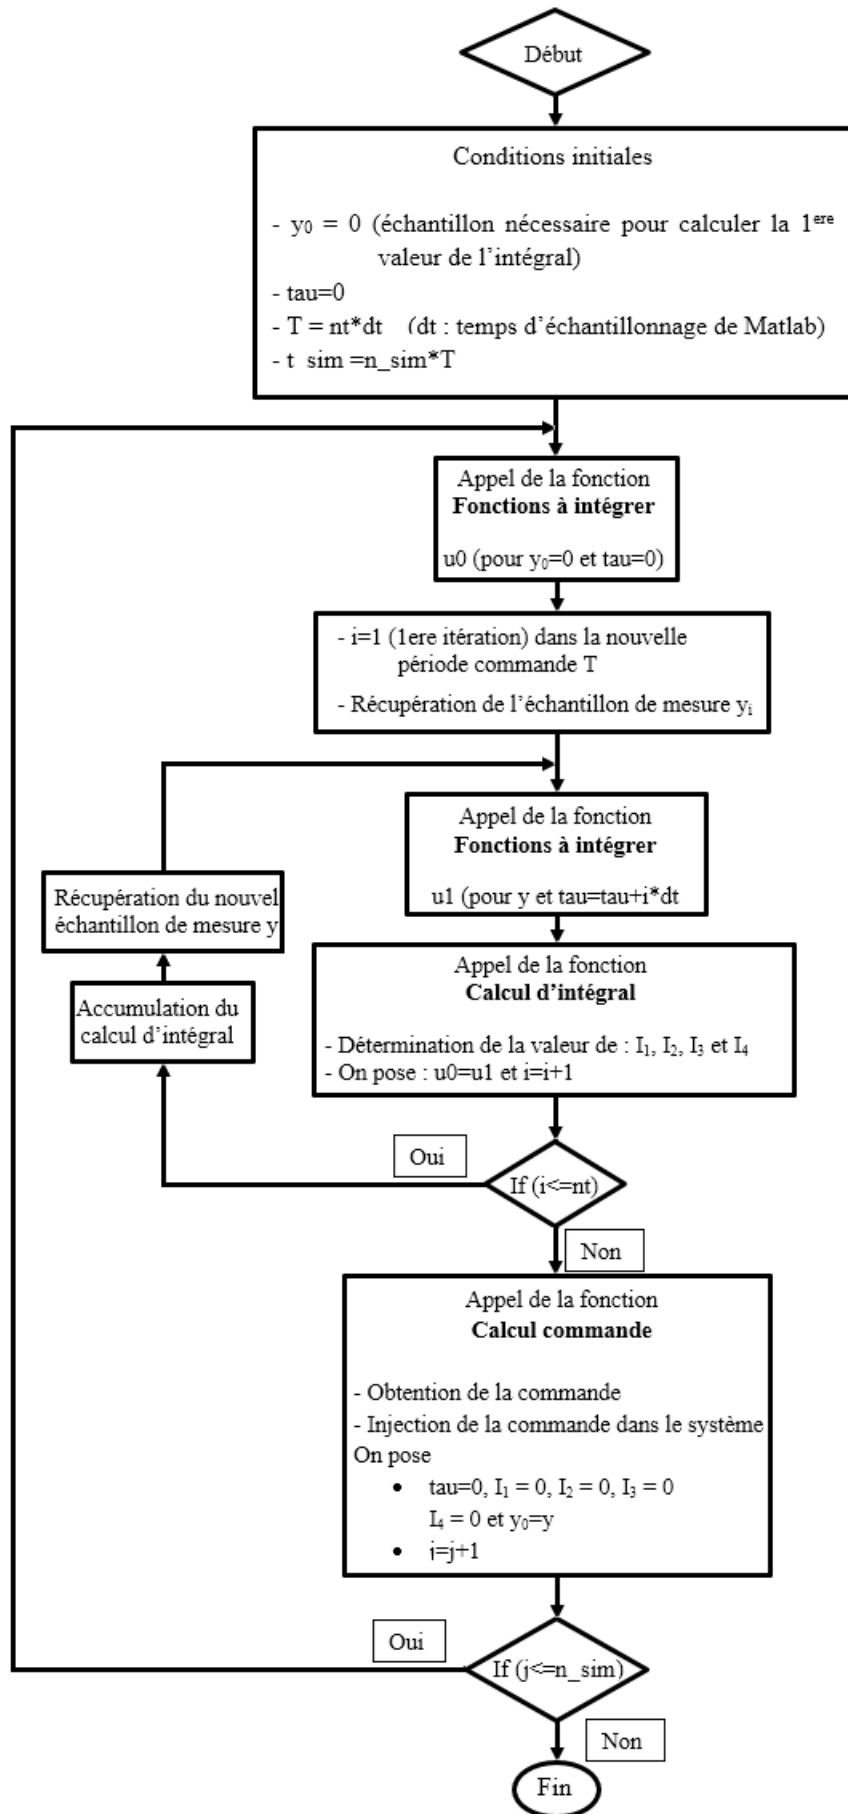 Début
Conditions initiales
- y₀ = 0 (échantillon nécessaire pour calculer la 1ᵉʳᵉ
valeur de l'intégral)
- tau=0
- T = nt*dt (dt : temps d'échantillonnage de Matlab)
- t sim =n_sim*T
Appel de la fonction
Fonctions à intégrer
u0 (pour y₀=0 et tau=0)
- i=1 (1ere itération) dans la nouvelle
période commande T
- Récupération de l'échantillon de mesure yᵢ
Appel de la fonction
Fonctions à intégrer
u1 (pour y et tau=tau+i*dt
Récupération du nouvel
échantillon de mesure y
Accumulation du
calcul d'intégral
Appel de la fonction
Calcul d'intégral
- Détermination de la valeur de : I₁, I₂, I₃ et I₄
- On pose : u0=u1 et i=i+1
Oui
If (i<=nt)
Non
Appel de la fonction
Calcul commande
- Obtention de la commande
- Injection de la commande dans le système
On pose
• tau=0, I₁ = 0, I₂ = 0, I₃ = 0
I₄ = 0 et y₀=y
• j=j+1
Oui
If (j<=n_sim)
Non
Fin